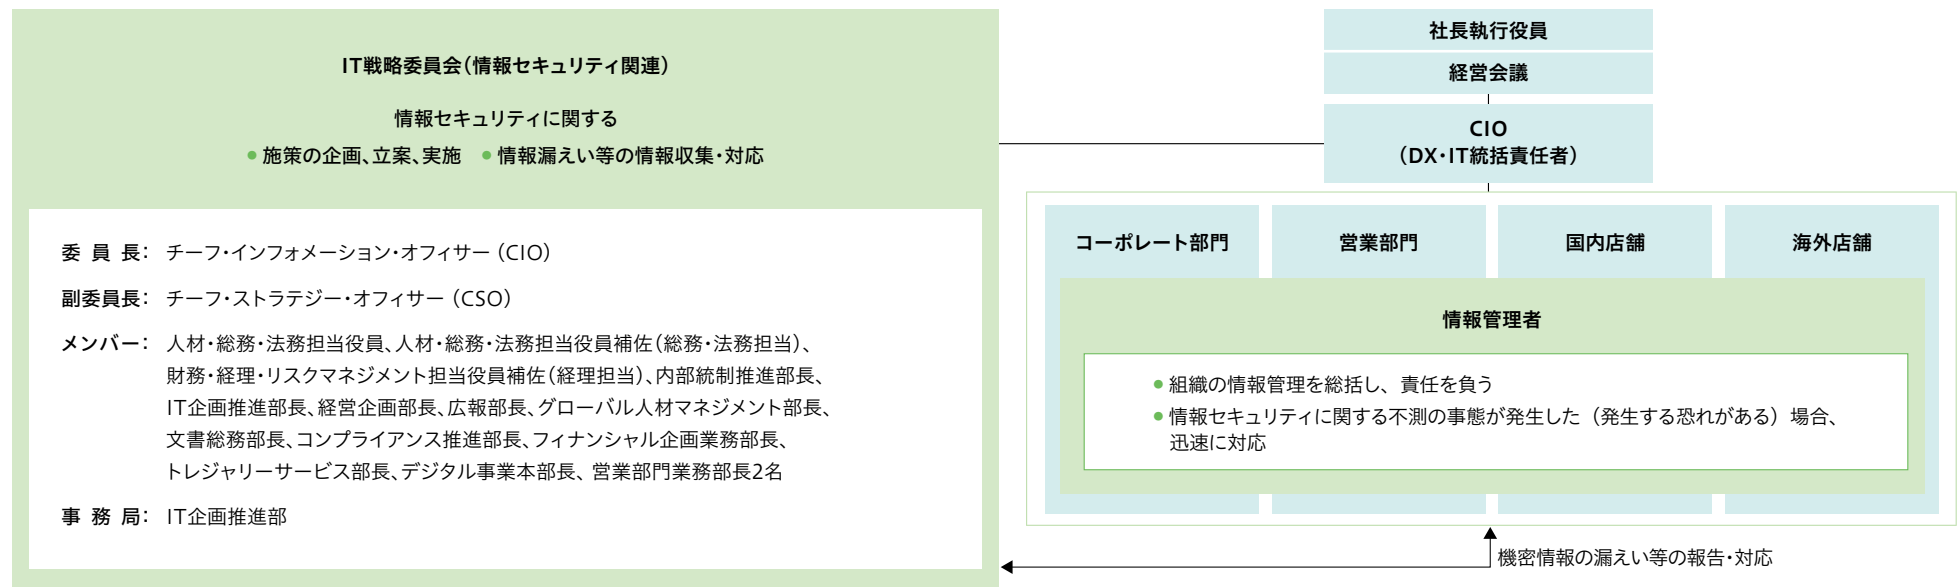 IT戦略委員会（情報セキュリティ関連）
情報セキュリティに関する
● 施策の企画、立案、実施 ● 情報漏えい等の情報収集・対応
委 員 長： チーフ・インフォメーション・オフィサー（CIO）
副委員長： チーフ・ストラテジー・オフィサー（CSO）
メンバー： 人材・総務・法務担当役員、人材・総務・法務担当役員補佐（総務・法務担当）、
財務・経理・リスクマネジメント担当役員補佐（経理担当）、内部統制推進部長、
IT企画推進部長、経営企画部長、広報部長、グローバル人材マネジメント部長、
文書総務部長、コンプライアンス推進部長、フィナンシャル企画業務部長、
トレジャリーサービス部長、デジタル事業本部長、営業部門業務部長2名
事 務 局： IT企画推進部
社長執行役員
経営会議
CIO
（DX・IT統括責任者）
コーポレート部門
営業部門
国内店舗
海外店舗
情報管理者
● 組織の情報管理を総括し、責任を負う
● 情報セキュリティに関する不測の事態が発生した（発生する恐れがある）場合、
迅速に対応
機密情報の漏えい等の報告・対応